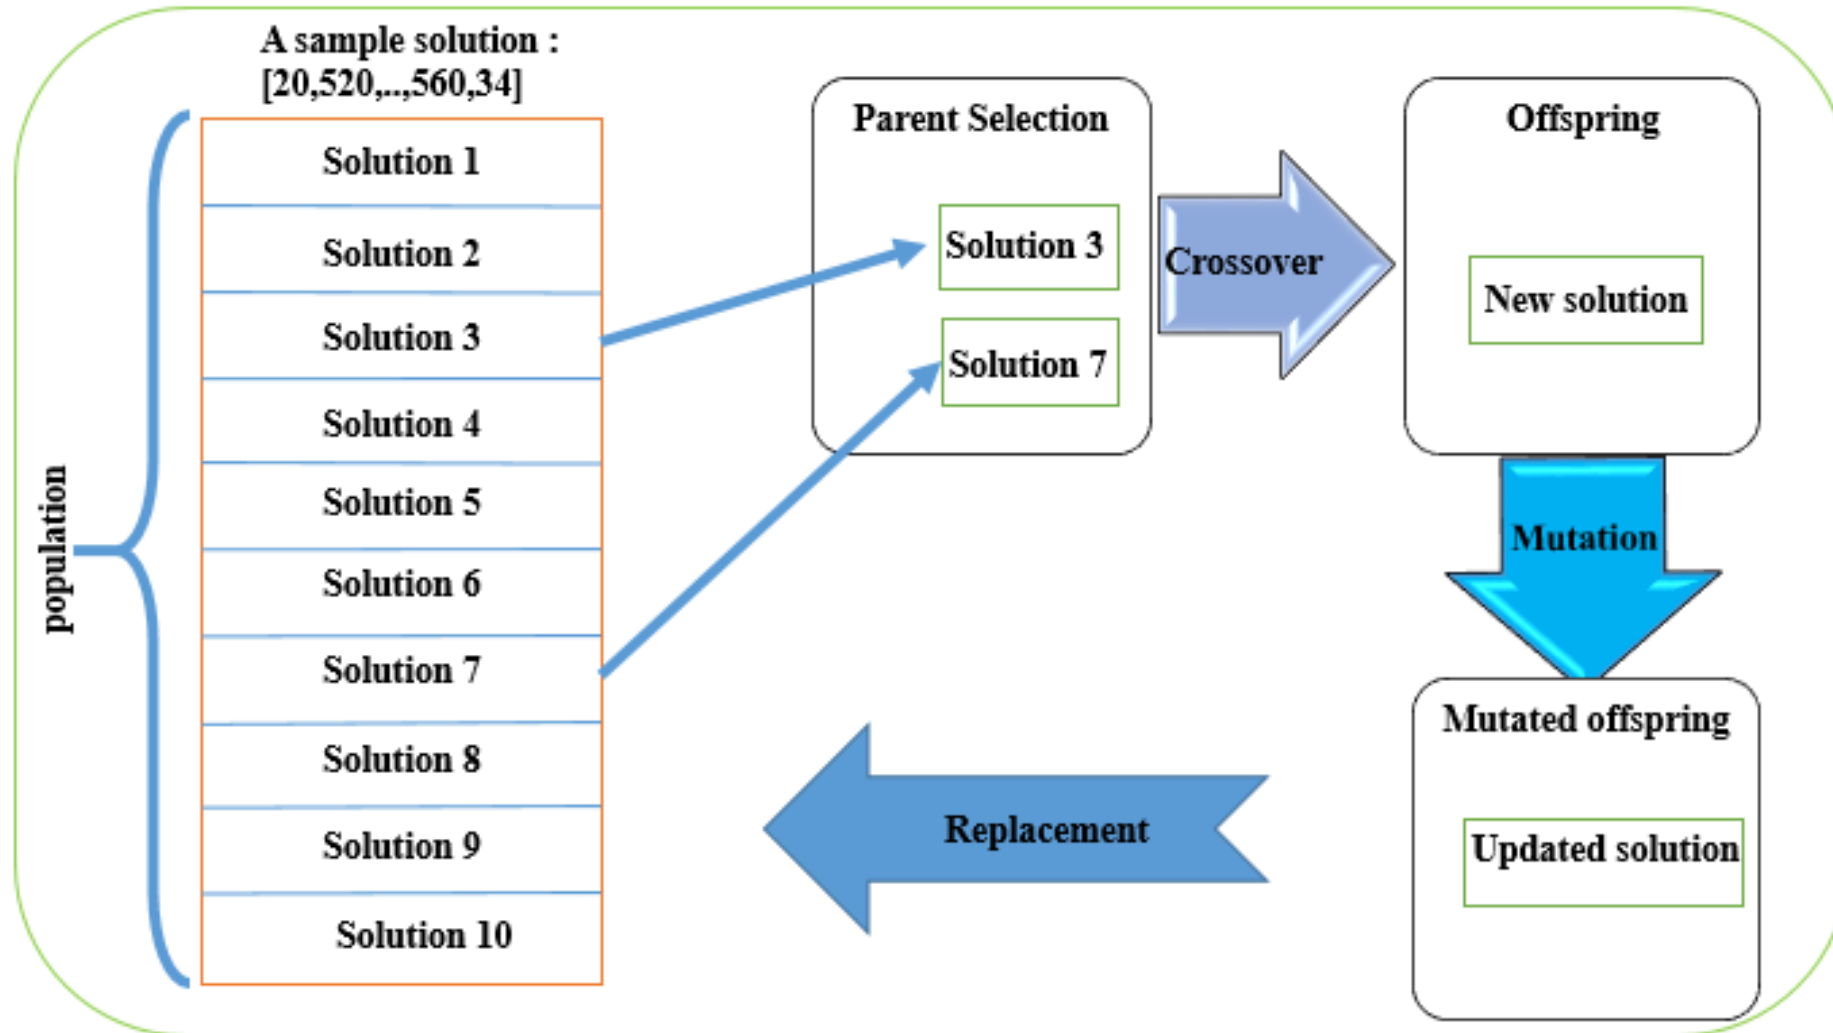 A sample solution :
[20,520,..,560,34]
population
Solution 1
Solution 2
Solution 3
Solution 4
Solution 5
Solution 6
Solution 7
Solution 8
Solution 9
Solution 10
Parent Selection
Solution 3
Solution 7
Crossover
Offspring
New solution
Mutation
Mutated offspring
Updated solution
Replacement